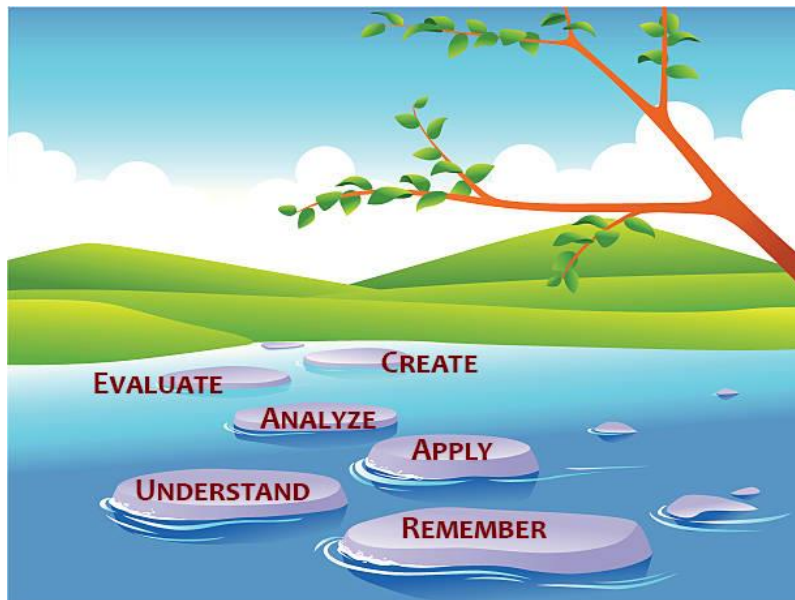 CREATE
EVALUATE
ANALYZE
APPLY
UNDERSTAND
REMEMBER